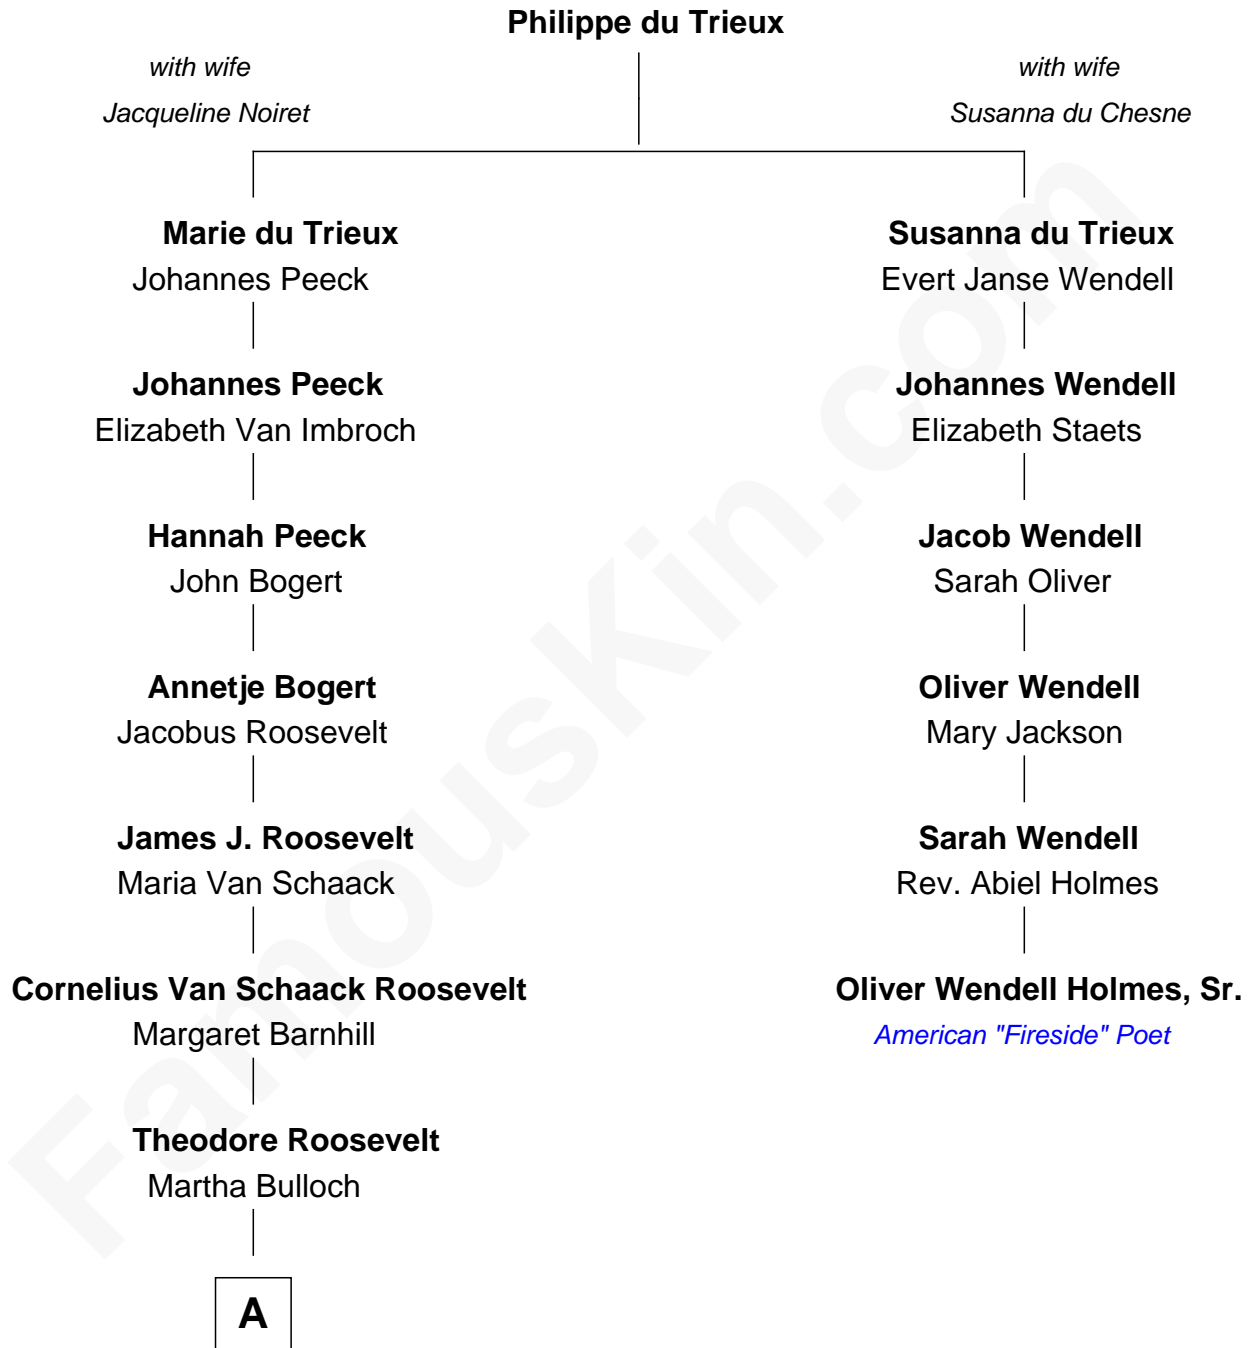 Philippe du Trieux
with wife
Jacqueline Noiret
with wife
Susanna du Chesne
Marie du Trieux
Johannes Peeck
Susanna du Trieux
Evert Janse Wendell
Johannes Peeck
Elizabeth Van Imbroch
Johannes Wendell
Elizabeth Staets
Hannah Peeck
John Bogert
Jacob Wendell
Sarah Oliver
Annetje Bogert
Jacobus Roosevelt
Oliver Wendell
Mary Jackson
James J. Roosevelt
Maria Van Schaack
Sarah Wendell
Rev. Abiel Holmes
Cornelius Van Schaack Roosevelt
Margaret Barnhill
Oliver Wendell Holmes, Sr.
American "Fireside" Poet
Theodore Roosevelt
Martha Bulloch
A
FamousKin.com